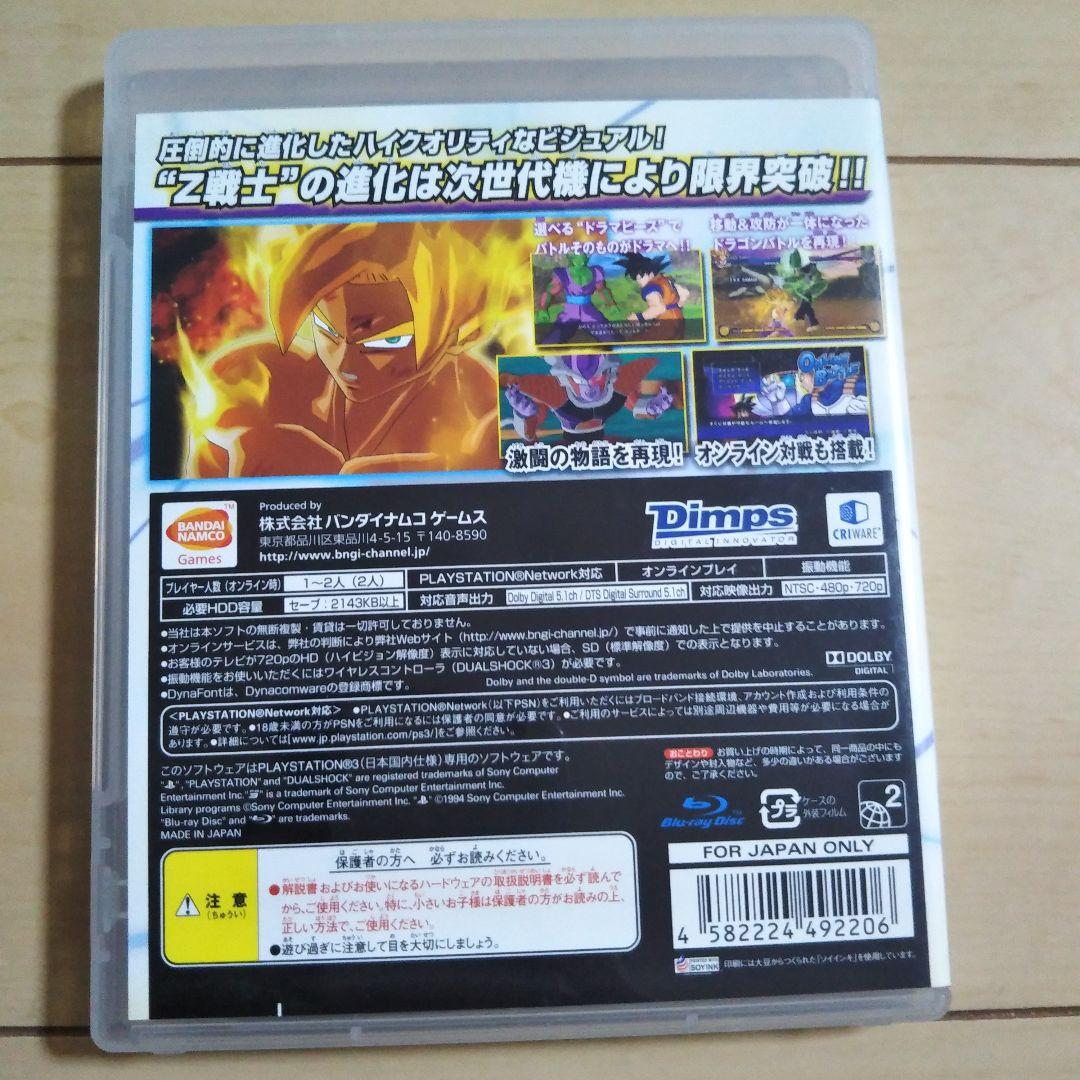 圧倒的に進化したハイクオリティなビジュアル!
“Z戦士”の進化は次世代機により限界突破!!
選べる“ドラマピース”で
バトルそのものがドラマへ!!
移動&攻防が一体になった
ドラゴンバトルを再現!
激闘の物語を再現!
ONLINE BATTLE
オンライン対戦も搭載!
BANDAI NAMCO Games
TM
Produced by
株式会社 バンダイナムコ ゲームス
東京都品川区東品川4-5-15 〒140-8590
http://www.bngi-channel.jp/
Dimps
DIGITAL INNOVATOR
CRIWARE
プレイヤー人数(オンライン時) 1~2人(2人) PLAYSTATION®Network対応 オンラインプレイ 振動機能
必要HDD容量 セーブ:2143KB以上 対応音声出力 Dolby Digital 5.1ch / DTS Digital Surround 5.1ch 対応映像出力 NTSC・480p・720p
●当社は本ソフトの無断複製・賃貸は一切許可しておりません。
●オンラインサービスは、弊社の判断により弊社Webサイト(http://www.bngi-channel.jp/)で事前に通知した上で提供を中止することがあります。
●お客様のテレビが720pのHD(ハイビジョン解像度)表示に対応していない場合、SD(標準解像度)での表示となります。
●振動機能をお使いいただくにはワイヤレスコントローラ(DUALSHOCK®3)が必要です。
●DynaFontは、Dynacomwareの登録商標です。
Dolby and the double-D symbol are trademarks of Dolby Laboratories.
DOLBY
DIGITAL
<PLAYSTATION®Network対応> ●PLAYSTATION®Network(以下PSN)をご利用いただくにはブロードバンド接続環境、アカウント作成および利用条件の
遵守が必要です。●18歳未満の方がPSNをご利用になるには保護者の同意が必要です。●ご利用のサービスによっては別途周辺機器や費用等が必要になる場合が
あります。●詳細については[www.jp.playstation.com/ps3/]をご参照ください。
このソフトウェアはPLAYSTATION®3(日本国内仕様)専用のソフトウェアです。
" ", "PLAYSTATION" and "DUALSHOCK" are registered trademarks of Sony Computer
Entertainment Inc." " is a trademark of Sony Computer Entertainment Inc.
Library programs ©Sony Computer Entertainment Inc. " " ©1994 Sony Computer Entertainment Inc.
"Blu-ray Disc" and " " are trademarks.
MADE IN JAPAN
おことわり お買い上げの時期によって、同一商品の中にも
デザインや封入物など、多少の違いがある場合がございますの
で、ご了承ください。
Blu-ray Disc
プラ
ケースの
外装フィルム
2
FOR JAPAN ONLY
4 582224 492206
PRINTED WITH
SOY INK
印刷には大豆からつくられた「ソイインキ」を使用しています。
注意
(ちゅうい)
保護者の方へ 必ずお読みください。
●解説書およびお使いになるハードウェアの取扱説明書を必ず読んで
から、ご使用ください。特に、小さいお子様は保護者の方がお読みの上、
正しい方法で、ご使用ください。
●遊び過ぎに注意して目を大切にしましょう。